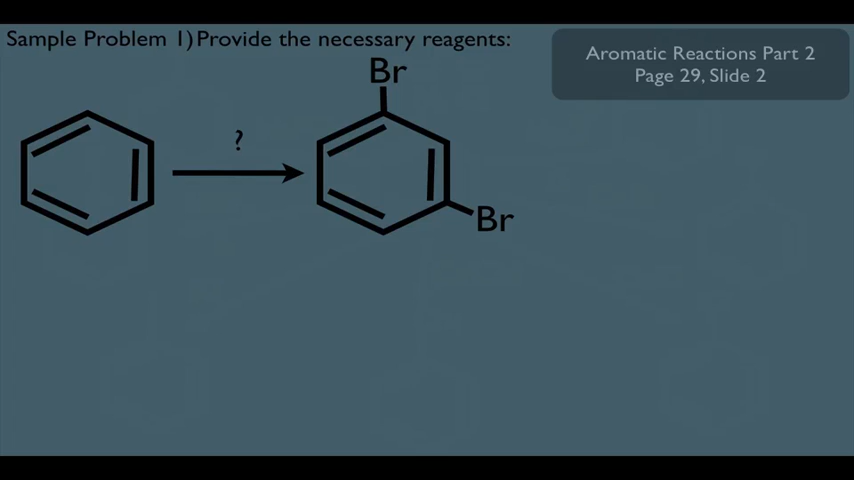 Sample Problem 1) Provide the necessary reagents:
Aromatic Reactions Part 2
Page 29, Slide 2
Br
?
Br